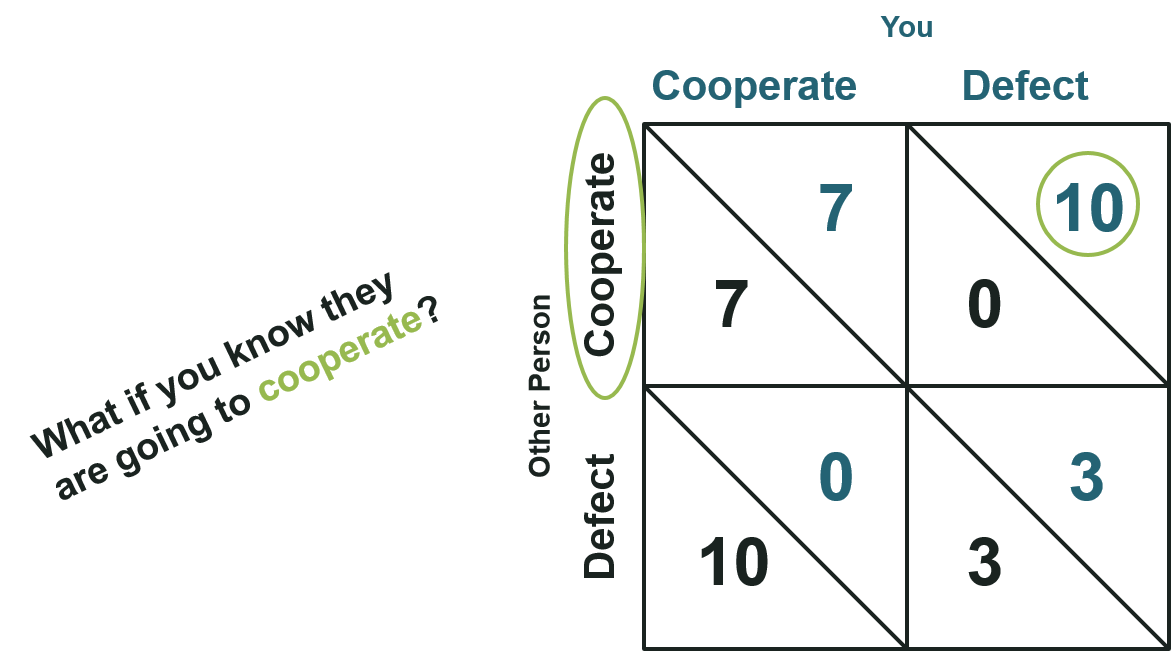 You
Cooperate Defect
What if you know they
are going to cooperate?
Other Person
Cooperate
7 10
7 0
Defect
0 3
10 3